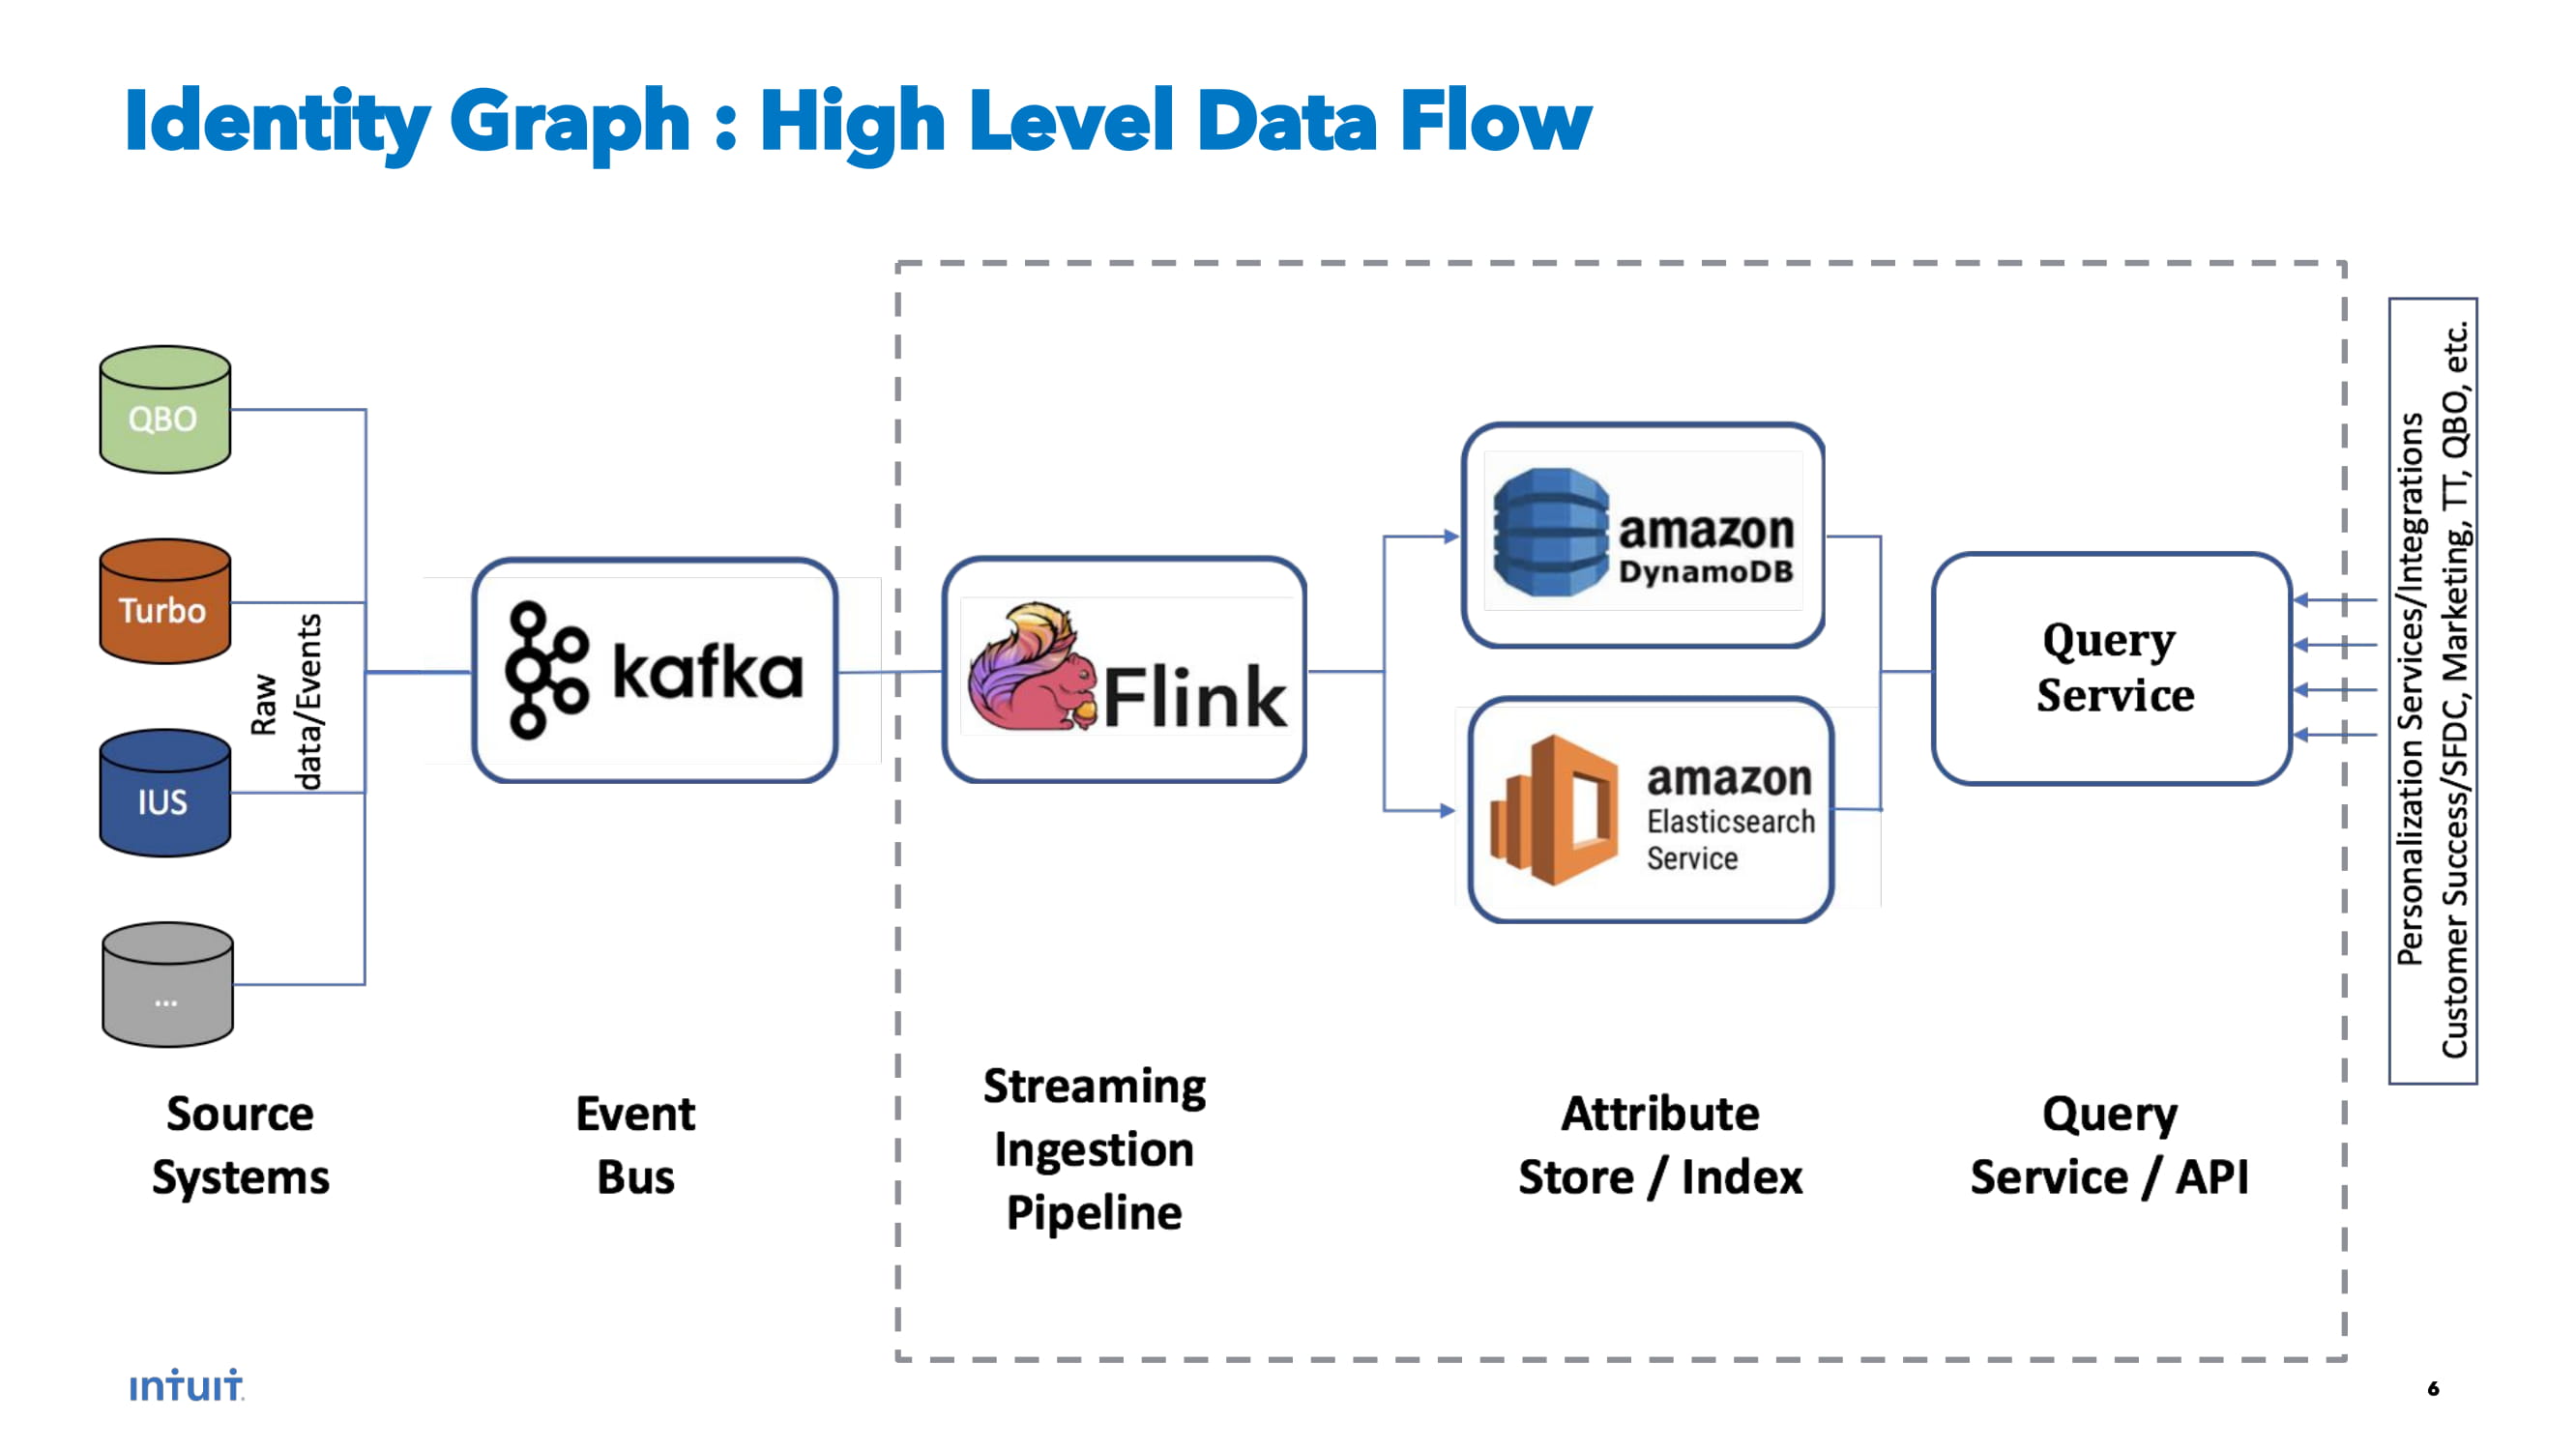 Identity Graph : High Level Data Flow
QBO
Turbo
IUS
...
Raw
data/Events
kafka
Flink
amazon
DynamoDB
amazon
Elasticsearch
Service
Query
Service
Personalization Services/Integrations
Customer Success/SFDC, Marketing, TT, QBO, etc.
Source
Systems
Event
Bus
Streaming
Ingestion
Pipeline
Attribute
Store / Index
Query
Service / API
INTUIT.
6